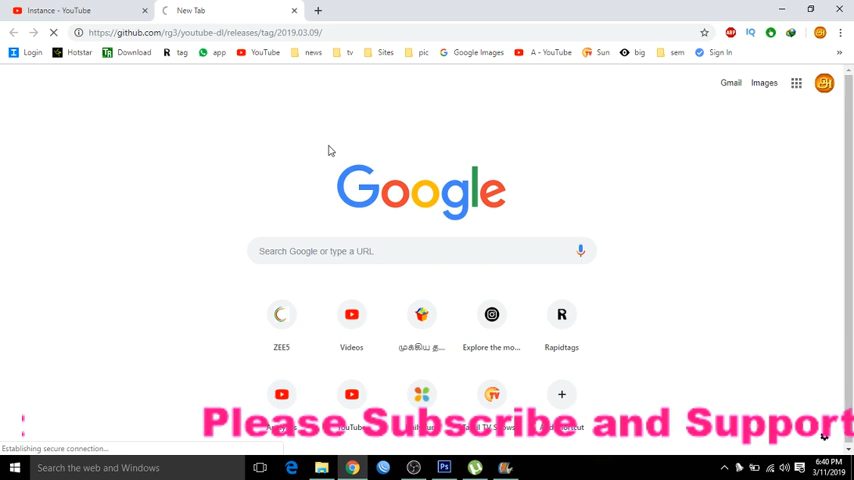 Instance - YouTube
New Tab
https://github.com/rg3/youtube-dl/releases/tag/2019.03.09/
ABP
IQ
Login
Hotstar
Download
tag
app
YouTube
news
tv
Sites
pic
Google Images
A - YouTube
Sun
big
sem
Sign In
Gmail
Images
Google
Search Google or type a URL
ZEE5
Videos
முக்கிய த...
Explore the mo...
Rapidtags
YouTube
Please Subscribe and Support
Establishing secure connection...
Search the web and Windows
6:40 PM
3/11/2019